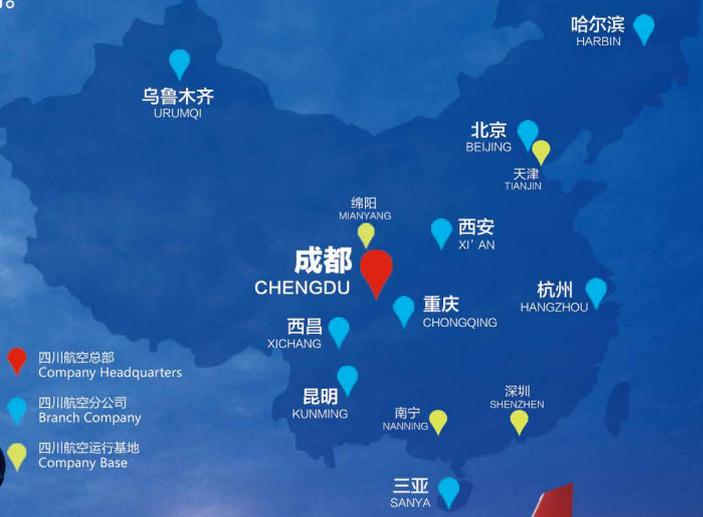 哈尔滨
HARBIN
乌鲁木齐
URUMQI
北京
BEIJING
天津
TIANJIN
绵阳
MIANYANG
西安
XI' AN
成都
CHENGDU
杭州
HANGZHOU
重庆
CHONGQING
西昌
XICHANG
四川航空总部
Company Headquarters
昆明
KUNMING
深圳
SHENZHEN
四川航空分公司
Branch Company
南宁
NANNING
四川航空运行基地
Company Base
三亚
SANYA